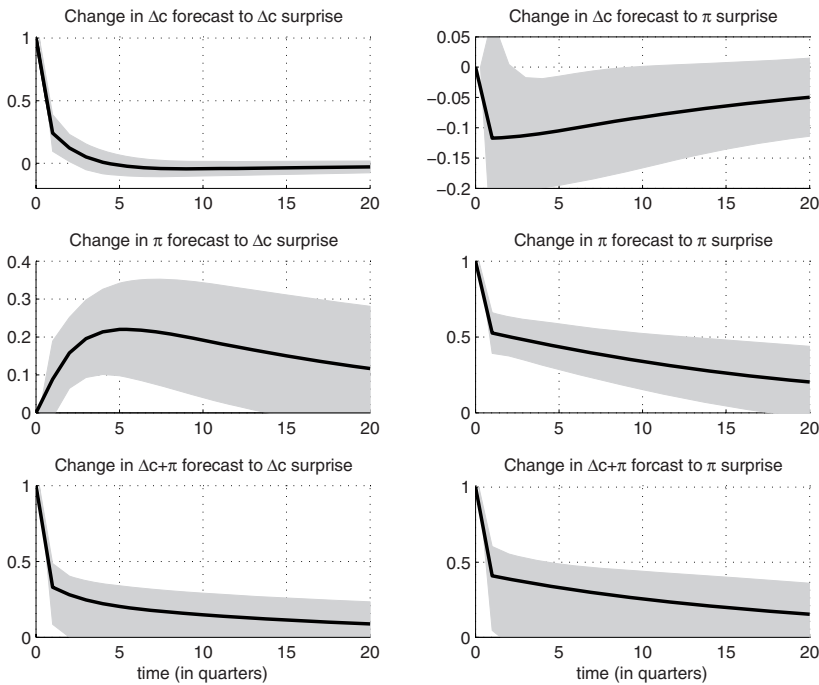 Change in Δc forecast to Δc surprise
1
0.5
0
0 5 10 15 20
Change in Δc forecast to π surprise
0.05
0
−0.05
−0.1
−0.15
−0.2
0 5 10 15 20
Change in π forecast to Δc surprise
0.4
0.3
0.2
0.1
0
0 5 10 15 20
Change in π forecast to π surprise
1
0.5
0
0 5 10 15 20
Change in Δc+π forecast to Δc surprise
1
0.5
0
0 5 10 15 20
time (in quarters)
Change in Δc+π forcast to π surprise
1
0.5
0
0 5 10 15 20
time (in quarters)